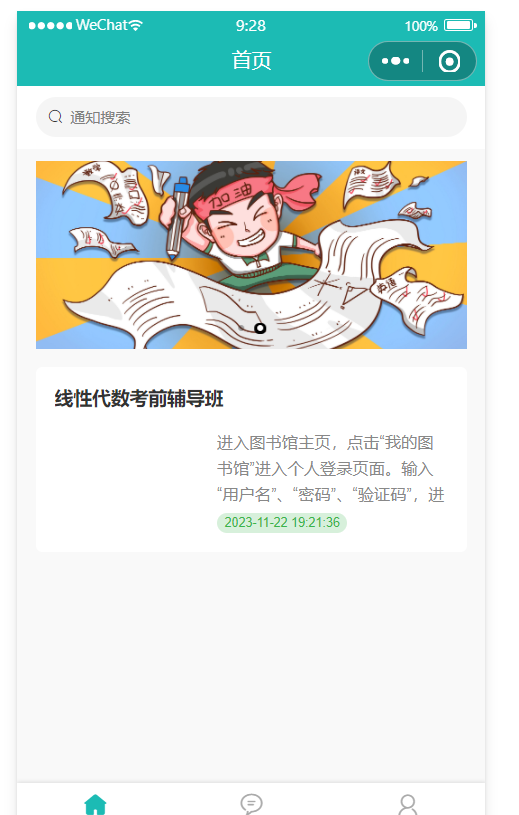 WeChat 9:28 100%
首页
通知搜索
加油
线性代数考前辅导班
进入图书馆主页，点击“我的图
书馆”进入个人登录页面。输入
“用户名”、“密码”、“验证码”，进
2023-11-22 19:21:36